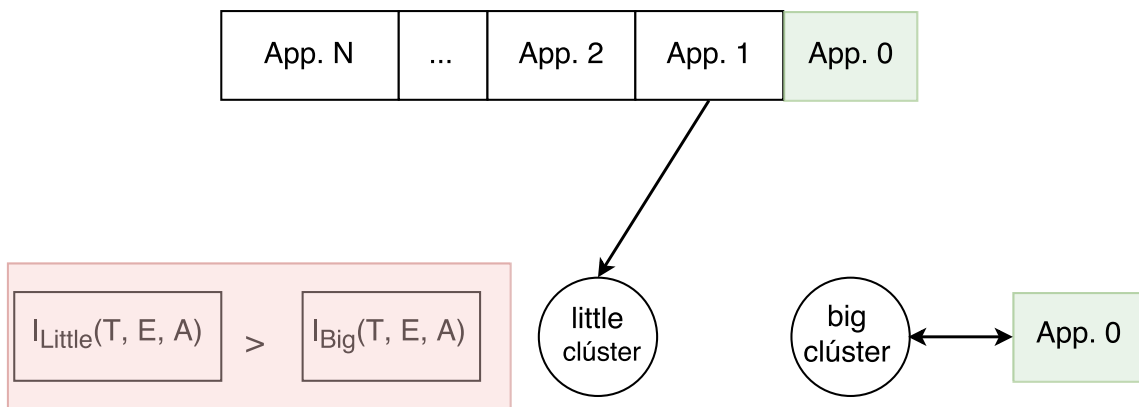 App. N ... App. 2 App. 1 App. 0
I_Little(T, E, A) > I_Big(T, E, A)
little
clúster
big
clúster
App. 0